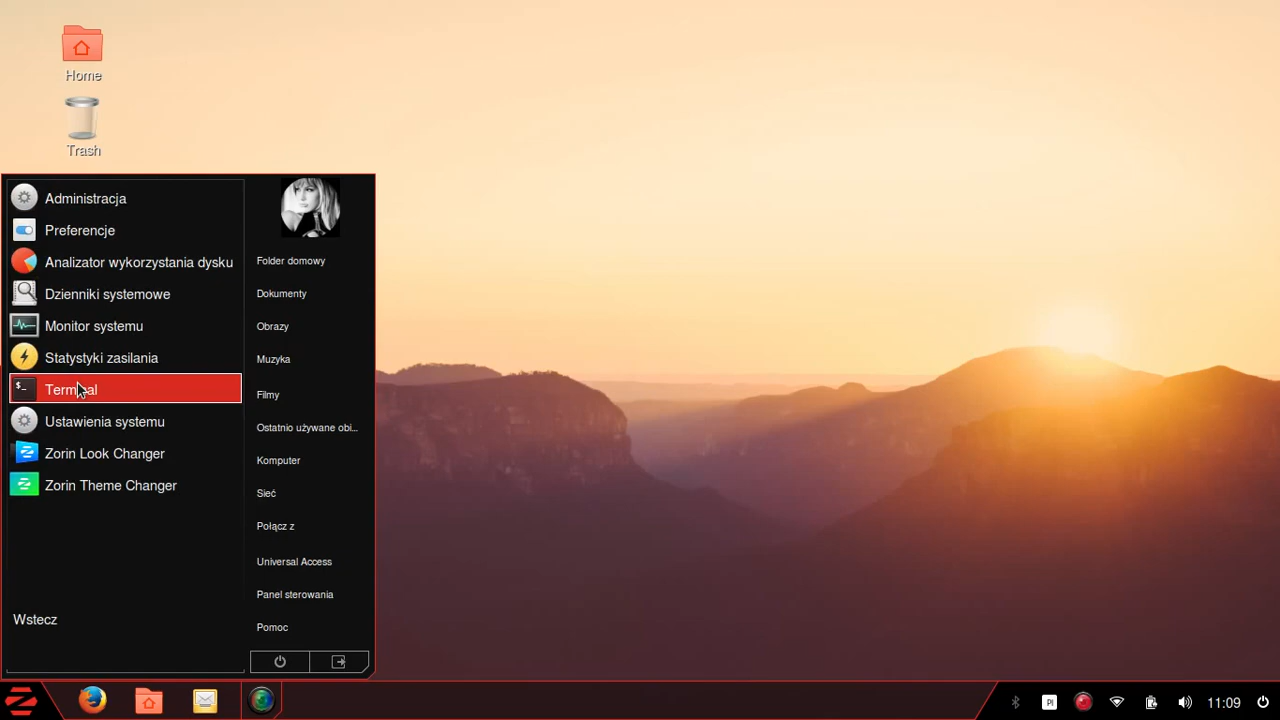 Home
Trash
Administracja
Preferencje
Analizator wykorzystania dysku
Dzienniki systemowe
Monitor systemu
Statystyki zasilania
Terminal
Ustawienia systemu
Zorin Look Changer
Zorin Theme Changer
Wstecz
Folder domowy
Dokumenty
Obrazy
Muzyka
Filmy
Ostatnio używane obi...
Komputer
Sieć
Połącz z
Universal Access
Panel sterowania
Pomoc
Pl
11:09